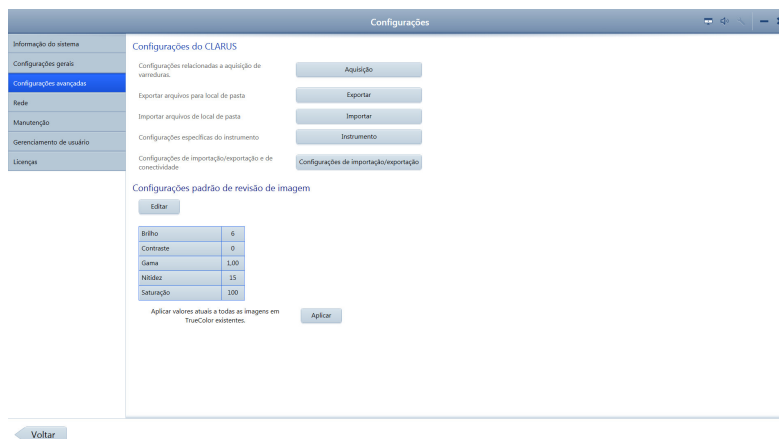 Configurações
Informação do sistema
Configurações gerais
Configurações avançadas
Rede
Manutenção
Gerenciamento de usuário
Licenças
Configurações do CLARUS
Configurações relacionadas a aquisição de
varreduras.
Aquisição
Exportar arquivos para local de pasta
Exportar
Importar arquivos de local de pasta
Importar
Configurações específicas do instrumento
Instrumento
Configurações de importação/exportação e de
conectividade
Configurações de importação/exportação
Configurações padrão de revisão de imagem
Editar
Brilho 6
Contraste 0
Gama 1,00
Nitidez 15
Saturação 100
Aplicar valores atuais a todas as imagens em
TrueColor existentes.
Aplicar
Voltar